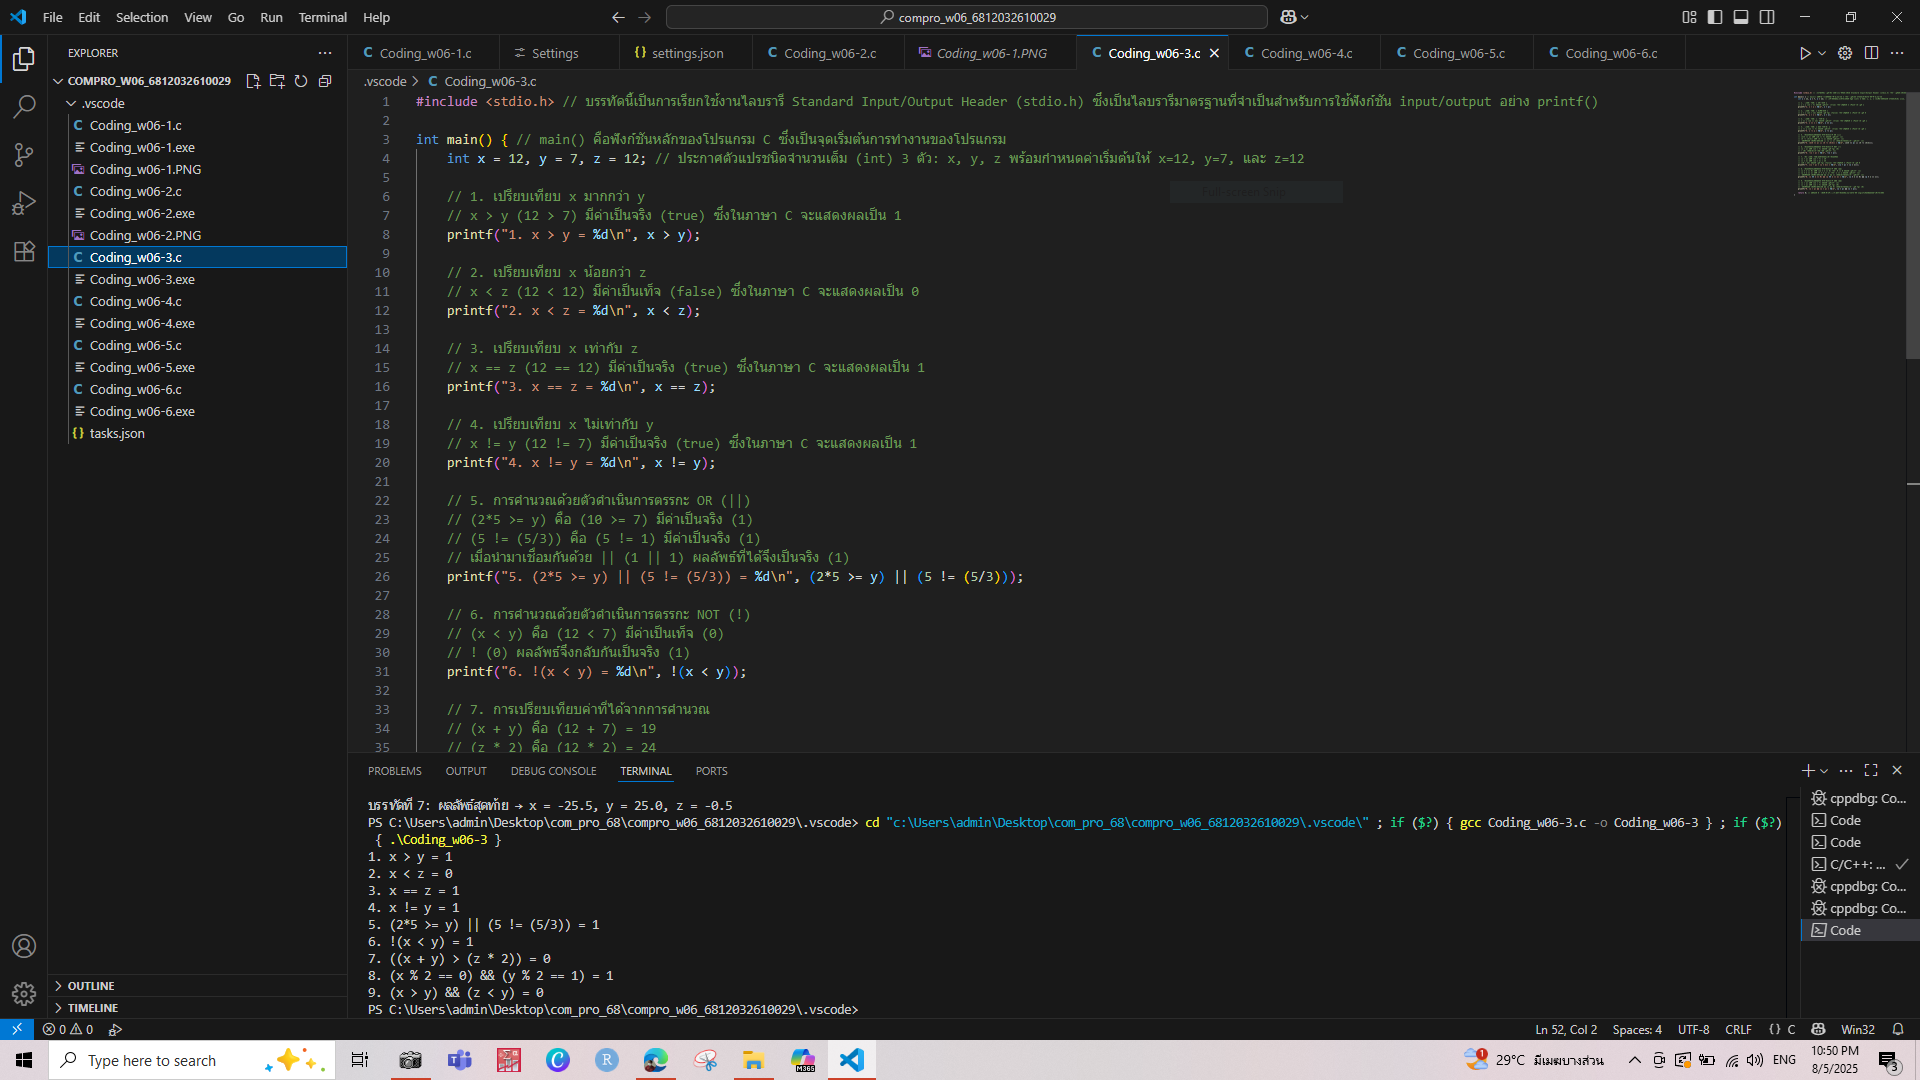 File Edit Selection View Go Run Terminal Help
compro_w06_6812032610029
EXPLORER
COMPRO_W06_6812032610029
.vscode
Coding_w06-1.c
Coding_w06-1.exe
Coding_w06-1.PNG
Coding_w06-2.c
Coding_w06-2.exe
Coding_w06-2.PNG
Coding_w06-3.c
Coding_w06-3.exe
Coding_w06-4.c
Coding_w06-4.exe
Coding_w06-5.c
Coding_w06-5.exe
Coding_w06-6.c
Coding_w06-6.exe
tasks.json
OUTLINE
TIMELINE
Coding_w06-1.c Settings settings.json Coding_w06-2.c Coding_w06-1.PNG Coding_w06-3.c Coding_w06-4.c Coding_w06-5.c Coding_w06-6.c
.vscode > Coding_w06-3.c
1 #include <stdio.h> // บรรทัดนี้เป็นการเรียกใช้งานไลบรารี Standard Input/Output Header (stdio.h) ซึ่งเป็นไลบรารีมาตรฐานที่จำเป็นสำหรับการใช้ฟังก์ชัน input/output อย่าง printf()
2
3 int main() { // main() คือฟังก์ชันหลักของโปรแกรม C ซึ่งเป็นจุดเริ่มต้นการทำงานของโปรแกรม
4 int x = 12, y = 7, z = 12; // ประกาศตัวแปรชนิดจำนวนเต็ม (int) 3 ตัว: x, y, z พร้อมกำหนดค่าเริ่มต้นให้ x=12, y=7, และ z=12
5
6 // 1. เปรียบเทียบ x มากกว่า y
7 // x > y (12 > 7) มีค่าเป็นจริง (true) ซึ่งในภาษา C จะแสดงผลเป็น 1
8 printf("1. x > y = %d\n", x > y);
9
10 // 2. เปรียบเทียบ x น้อยกว่า z
11 // x < z (12 < 12) มีค่าเป็นเท็จ (false) ซึ่งในภาษา C จะแสดงผลเป็น 0
12 printf("2. x < z = %d\n", x < z);
13
14 // 3. เปรียบเทียบ x เท่ากับ z
15 // x == z (12 == 12) มีค่าเป็นจริง (true) ซึ่งในภาษา C จะแสดงผลเป็น 1
16 printf("3. x == z = %d\n", x == z);
17
18 // 4. เปรียบเทียบ x ไม่เท่ากับ y
19 // x != y (12 != 7) มีค่าเป็นจริง (true) ซึ่งในภาษา C จะแสดงผลเป็น 1
20 printf("4. x != y = %d\n", x != y);
21
22 // 5. การคำนวณด้วยตัวดำเนินการตรรกะ OR (||)
23 // (2*5 >= y) คือ (10 >= 7) มีค่าเป็นจริง (1)
24 // (5 != (5/3)) คือ (5 != 1) มีค่าเป็นจริง (1)
25 // เมื่อนำมาเชื่อมกันด้วย || (1 || 1) ผลลัพธ์ที่ได้จึงเป็นจริง (1)
26 printf("5. (2*5 >= y) || (5 != (5/3)) = %d\n", (2*5 >= y) || (5 != (5/3)));
27
28 // 6. การคำนวณด้วยตัวดำเนินการตรรกะ NOT (!)
29 // (x < y) คือ (12 < 7) มีค่าเป็นเท็จ (0)
30 // ! (0) ผลลัพธ์จึงกลับกันเป็นจริง (1)
31 printf("6. !(x < y) = %d\n", !(x < y));
32
33 // 7. การเปรียบเทียบค่าที่ได้จากการคำนวณ
34 // (x + y) คือ (12 + 7) = 19
35 // (z * 2) คือ (12 * 2) = 24
PROBLEMS OUTPUT DEBUG CONSOLE TERMINAL PORTS
บรรทัดที่ 7: ผลลัพธ์สุดท้าย → x = -25.5, y = 25.0, z = -0.5
PS C:\Users\admin\Desktop\com_pro_68\compro_w06_6812032610029\.vscode> cd "c:\Users\admin\Desktop\com_pro_68\compro_w06_6812032610029\.vscode\" ; if ($?) { gcc Coding_w06-3.c -o Coding_w06-3 } ; if ($?)
{ .\Coding_w06-3 }
1. x > y = 1
2. x < z = 0
3. x == z = 1
4. x != y = 1
5. (2*5 >= y) || (5 != (5/3)) = 1
6. !(x < y) = 1
7. ((x + y) > (z * 2)) = 0
8. (x % 2 == 0) && (y % 2 == 1) = 1
9. (x > y) && (z < y) = 0
PS C:\Users\admin\Desktop\com_pro_68\compro_w06_6812032610029\.vscode>
cppdbg: Co...
Code
Code
C/C++: ...
cppdbg: Co...
cppdbg: Co...
Code
0 0 Ln 52, Col 2 Spaces: 4 UTF-8 CRLF {} C Win32
Type here to search 29°C มีเมฆบางส่วน ENG 10:50 PM
8/5/2025